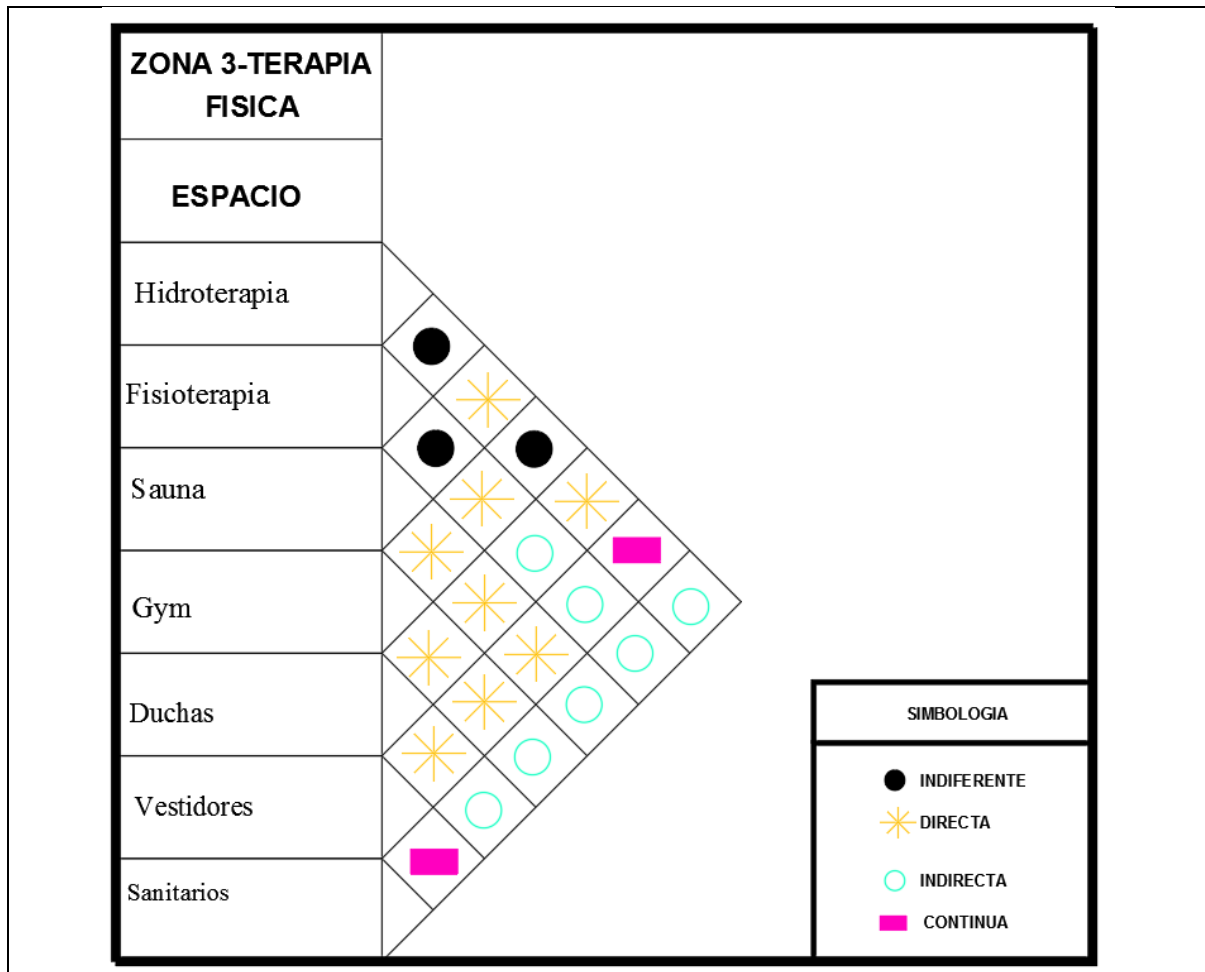 ZONA 3-TERAPIA
FISICA
ESPACIO
Hidroterapia
Fisioterapia
Sauna
Gym
Duchas
Vestidores
Sanitarios
SIMBOLOGIA
INDIFERENTE
DIRECTA
INDIRECTA
CONTINUA